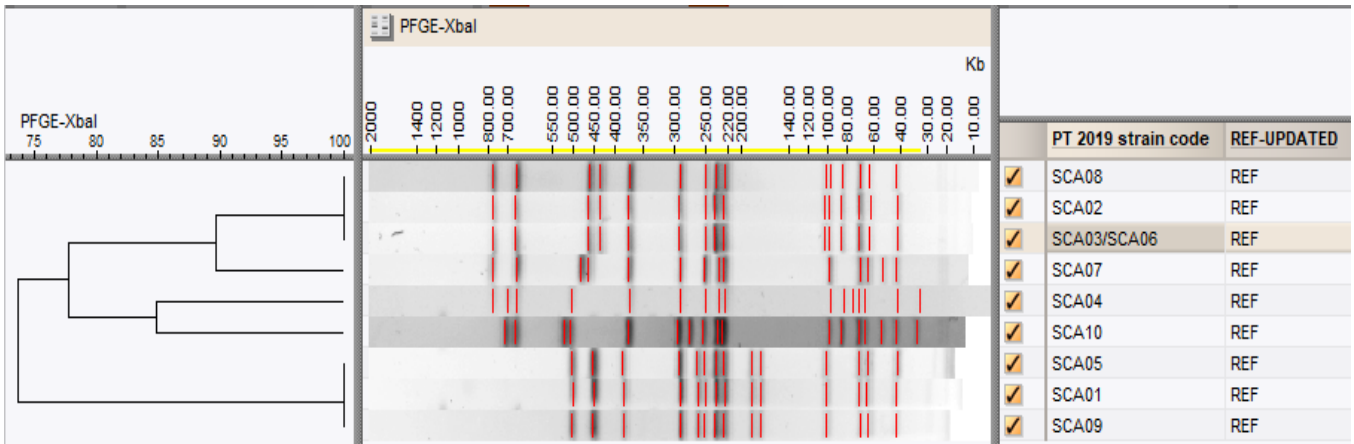 PFGE-XbaI
Kb
PFGE-XbaI
75 80 85 90 95 100
2000 1400 1200 1000 800.00 700.00 550.00 500.00 450.00 400.00 350.00 300.00 250.00 220.00 200.00 140.00 120.00 100.00 80.00 60.00 40.00 30.00 20.00 10.00
PT 2019 strain code REF-UPDATED
SCA08 REF
SCA02 REF
SCA03/SCA06 REF
SCA07 REF
SCA04 REF
SCA10 REF
SCA05 REF
SCA01 REF
SCA09 REF